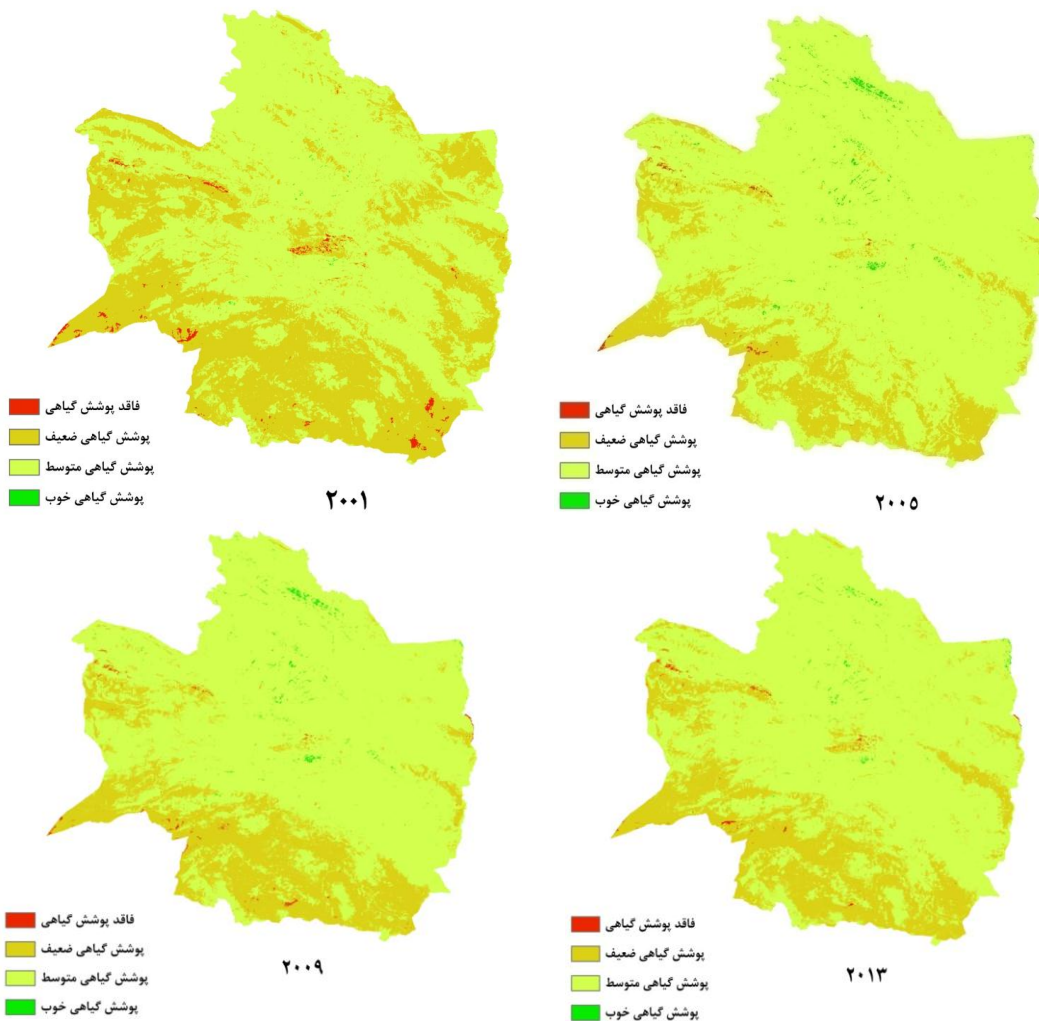 فاقد پوشش گیاهی
پوشش گیاهی ضعیف
پوشش گیاهی متوسط
پوشش گیاهی خوب
۲۰۰۱
فاقد پوشش گیاهی
پوشش گیاهی ضعیف
پوشش گیاهی متوسط
پوشش گیاهی خوب
۲۰۰۵
فاقد پوشش گیاهی
پوشش گیاهی ضعیف
پوشش گیاهی متوسط
پوشش گیاهی خوب
۲۰۰۹
فاقد پوشش گیاهی
پوشش گیاهی ضعیف
پوشش گیاهی متوسط
پوشش گیاهی خوب
۲۰۱۳